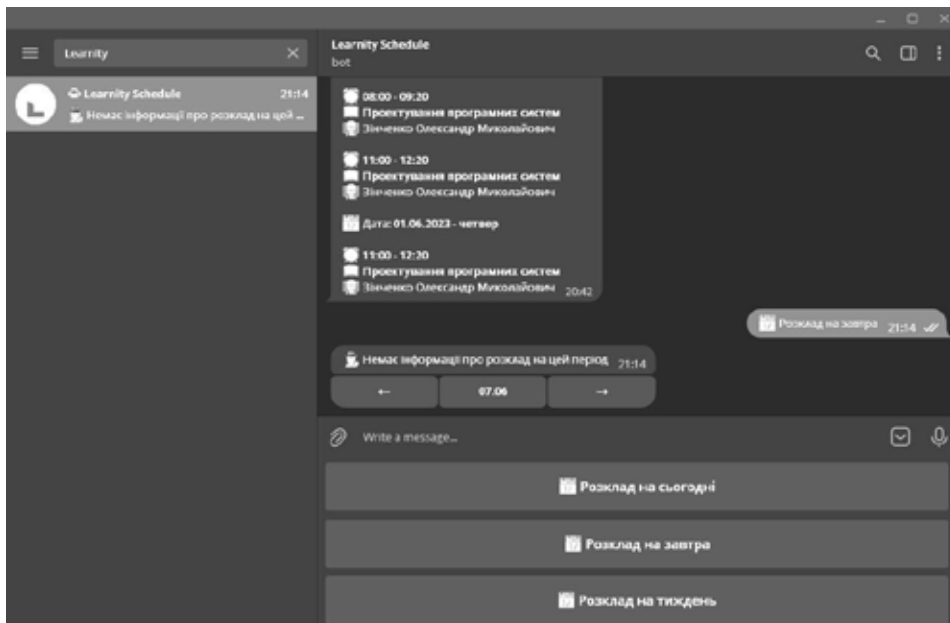 Learnity
Learnity Schedule
bot
Learnity Schedule 21:14
Немає інформації про розклад на цей ...
08:00 - 09:20
Проектування програмних систем
Зінченко Олександр Миколайович
11:00 - 12:20
Проектування програмних систем
Зінченко Олександр Миколайович
Дата: 01.06.2023 - четвер
11:00 - 12:20
Проектування програмних систем
Зінченко Олександр Миколайович 20:42
Розклад на завтра 21:14
Немає інформації про розклад на цей період 21:14
← 07.06 →
Write a message...
Розклад на сьогодні
Розклад на завтра
Розклад на тиждень